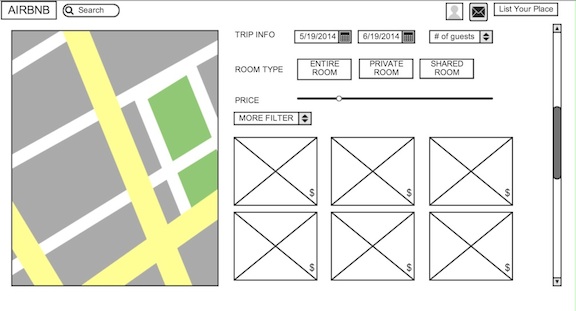 AIRBNB
Search
List Your Place
TRIP INFO
5/19/2014
6/19/2014
# of guests
ROOM TYPE
ENTIRE
ROOM
PRIVATE
ROOM
SHARED
ROOM
PRICE
MORE FILTER
$
$
$
$
$
$